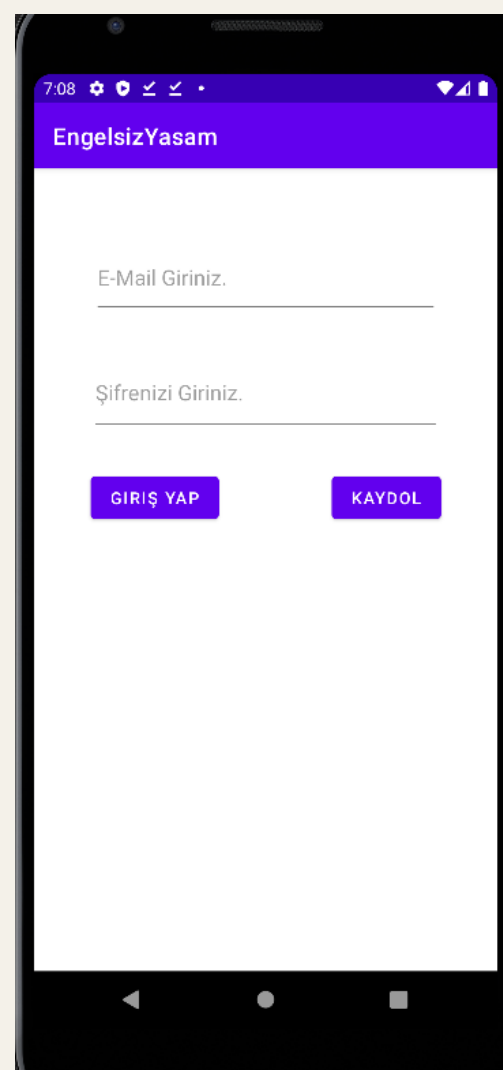 7:08
EngelsizYasam
E-Mail Giriniz.
Şifrenizi Giriniz.
GIRIŞ YAP
KAYDOL